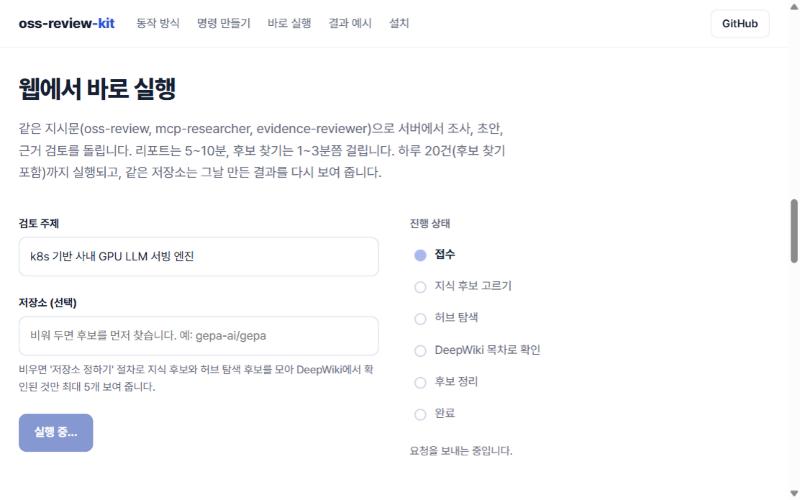 oss-review-kit 동작 방식 명령 만들기 바로 실행 결과 예시 설치 GitHub
웹에서 바로 실행
같은 지시문(oss-review, mcp-researcher, evidence-reviewer)으로 서버에서 조사, 초안,
근거 검토를 돌립니다. 리포트는 5~10분, 후보 찾기는 1~3분쯤 걸립니다. 하루 20건(후보 찾기
포함)까지 실행되고, 같은 저장소는 그날 만든 결과를 다시 보여 줍니다.
검토 주제
k8s 기반 사내 GPU LLM 서빙 엔진
저장소 (선택)
비워 두면 후보를 먼저 찾습니다. 예: gepa-ai/gepa
비우면 '저장소 정하기' 절차로 지식 후보와 허브 탐색 후보를 모아 DeepWiki에서 확
인된 것만 최대 5개 보여 줍니다.
실행 중...
진행 상태
접수
지식 후보 고르기
허브 탐색
DeepWiki 목차로 확인
후보 정리
완료
요청을 보내는 중입니다.